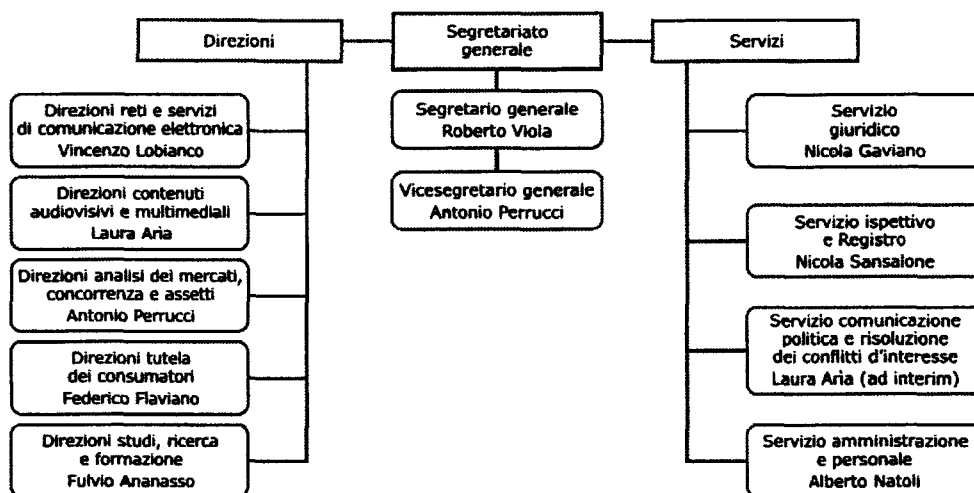 Direzioni
Segretariato
generale
Servizi
Direzioni reti e servizi
di comunicazione elettronica
Vincenzo Lobianco
Direzioni contenuti
audiovisivi e multimediali
Laura Arìa
Direzioni analisi dei mercati,
concorrenza e assetti
Antonio Perrucci
Direzioni tutela
dei consumatori
Federico Flaviano
Direzioni studi, ricerca
e formazione
Fulvio Ananasso
Segretario generale
Roberto Viola
Vicesegretario generale
Antonio Perrucci
Servizio
giuridico
Nicola Gaviano
Servizio ispettivo
e Registro
Nicola Sansalone
Servizio comunicazione
politica e risoluzione
dei conflitti d'interesse
Laura Arìa (ad interim)
Servizio amministrazione
e personale
Alberto Natoli